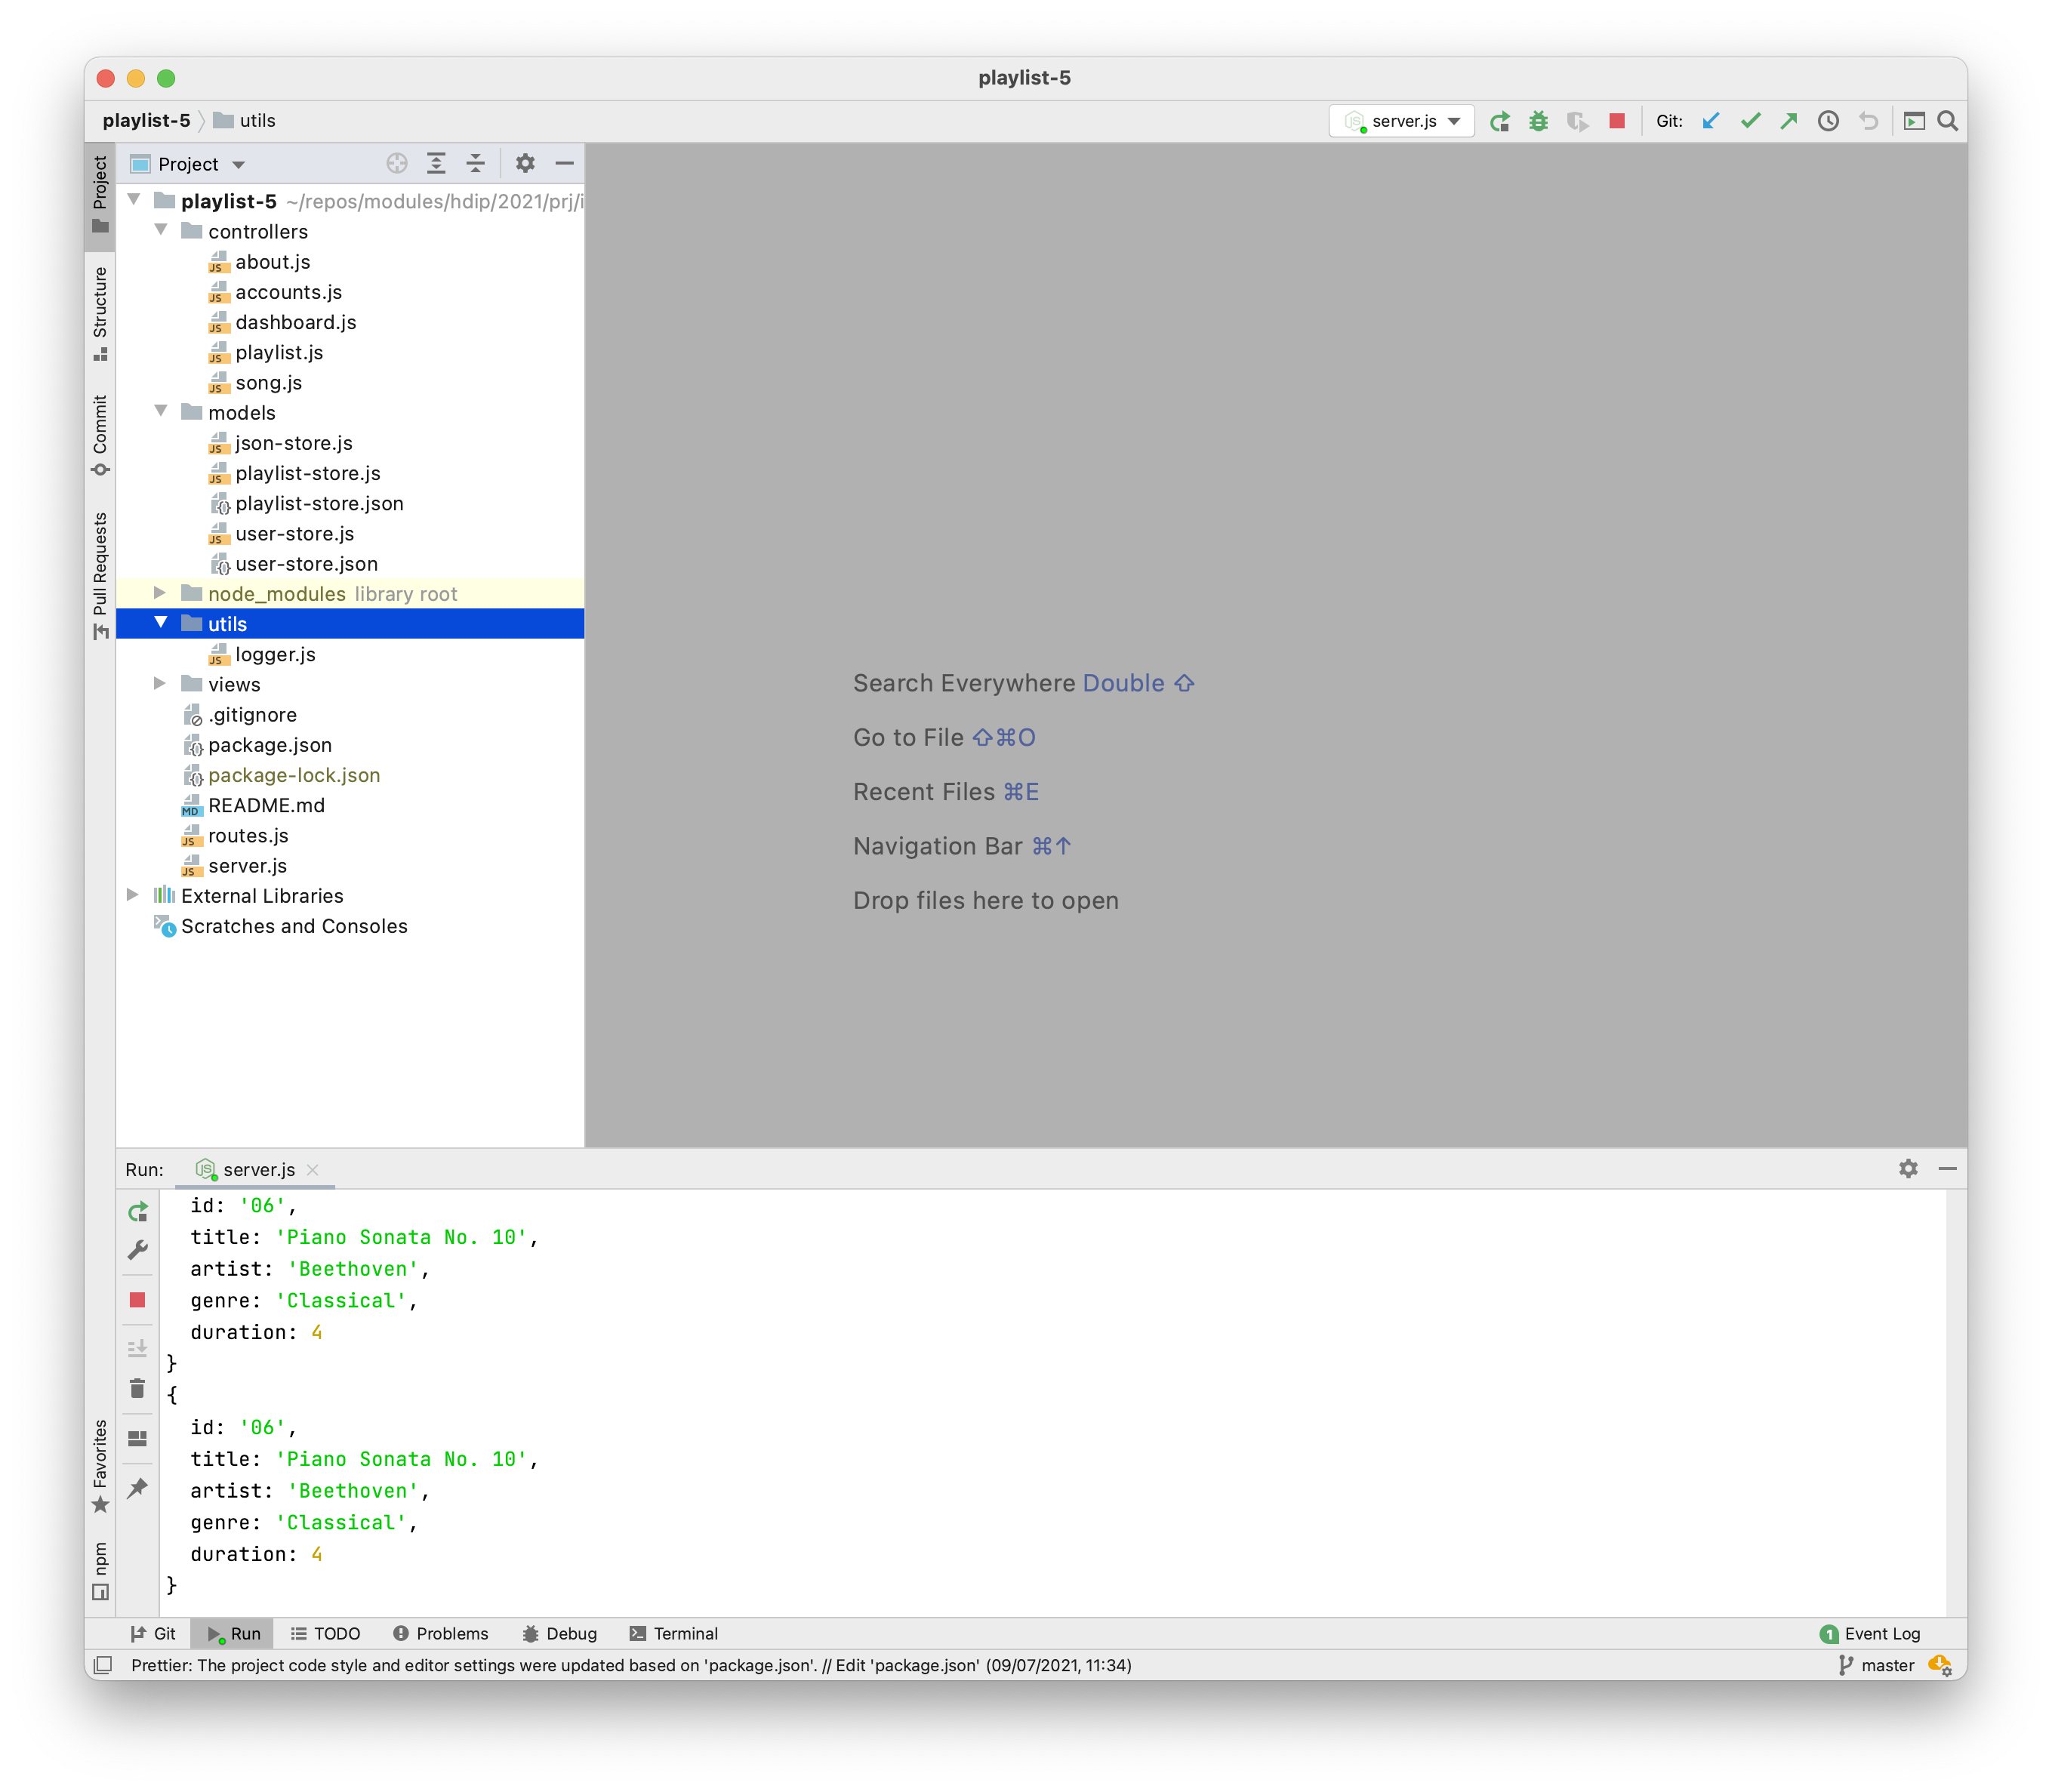 playlist-5
playlist-5 utils
server.js
Git:
Project
Structure
Commit
Pull Requests
Favorites
npm
Project
playlist-5 ~/repos/modules/hdip/2021/prj/i
controllers
about.js
accounts.js
dashboard.js
playlist.js
song.js
models
json-store.js
playlist-store.js
playlist-store.json
user-store.js
user-store.json
node_modules library root
utils
logger.js
views
.gitignore
package.json
package-lock.json
README.md
routes.js
server.js
External Libraries
Scratches and Consoles
Search Everywhere Double ⇧
Go to File ⇧⌘O
Recent Files ⌘E
Navigation Bar ⌘↑
Drop files here to open
Run: server.js
id: '06',
title: 'Piano Sonata No. 10',
artist: 'Beethoven',
genre: 'Classical',
duration: 4
}
{
id: '06',
title: 'Piano Sonata No. 10',
artist: 'Beethoven',
genre: 'Classical',
duration: 4
}
Git Run TODO Problems Debug Terminal 1 Event Log
Prettier: The project code style and editor settings were updated based on 'package.json'. // Edit 'package.json' (09/07/2021, 11:34) master